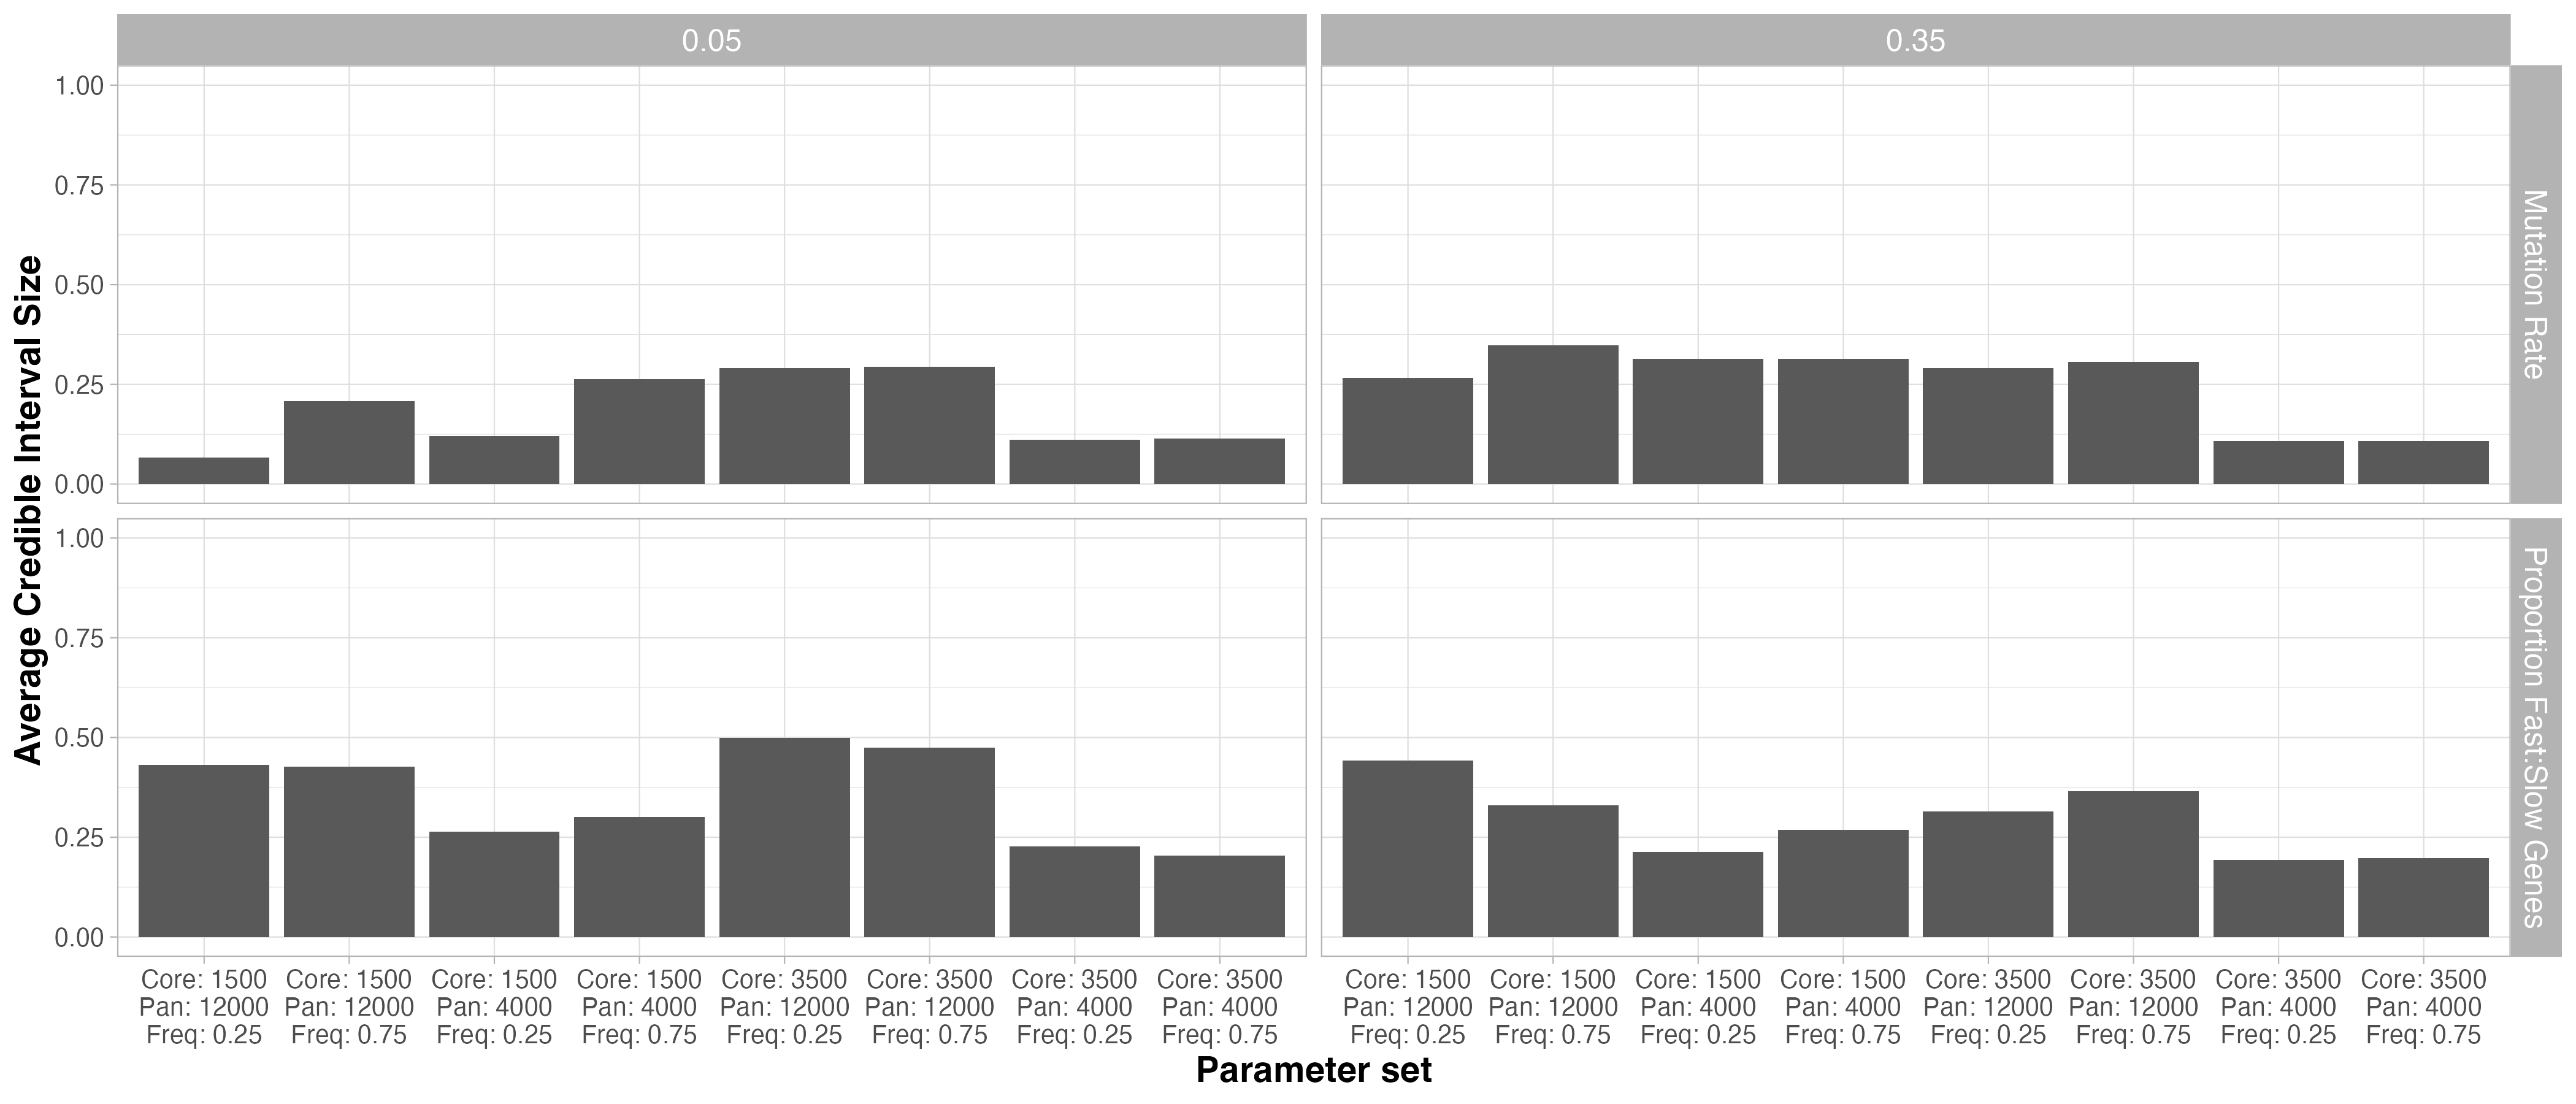 0.05
0.35
1.00
0.75
0.50
0.25
0.00
Mutation Rate
1.00
0.75
0.50
0.25
0.00
Proportion Fast:Slow Genes
Average Credible Interval Size
Core: 1500 Core: 1500 Core: 1500 Core: 1500 Core: 3500 Core: 3500 Core: 3500 Core: 3500
Pan: 12000 Pan: 12000 Pan: 4000 Pan: 4000 Pan: 12000 Pan: 12000 Pan: 4000 Pan: 4000
Freq: 0.25 Freq: 0.75 Freq: 0.25 Freq: 0.75 Freq: 0.25 Freq: 0.75 Freq: 0.25 Freq: 0.75
Core: 1500 Core: 1500 Core: 1500 Core: 1500 Core: 3500 Core: 3500 Core: 3500 Core: 3500
Pan: 12000 Pan: 12000 Pan: 4000 Pan: 4000 Pan: 12000 Pan: 12000 Pan: 4000 Pan: 4000
Freq: 0.25 Freq: 0.75 Freq: 0.25 Freq: 0.75 Freq: 0.25 Freq: 0.75 Freq: 0.25 Freq: 0.75
Parameter set